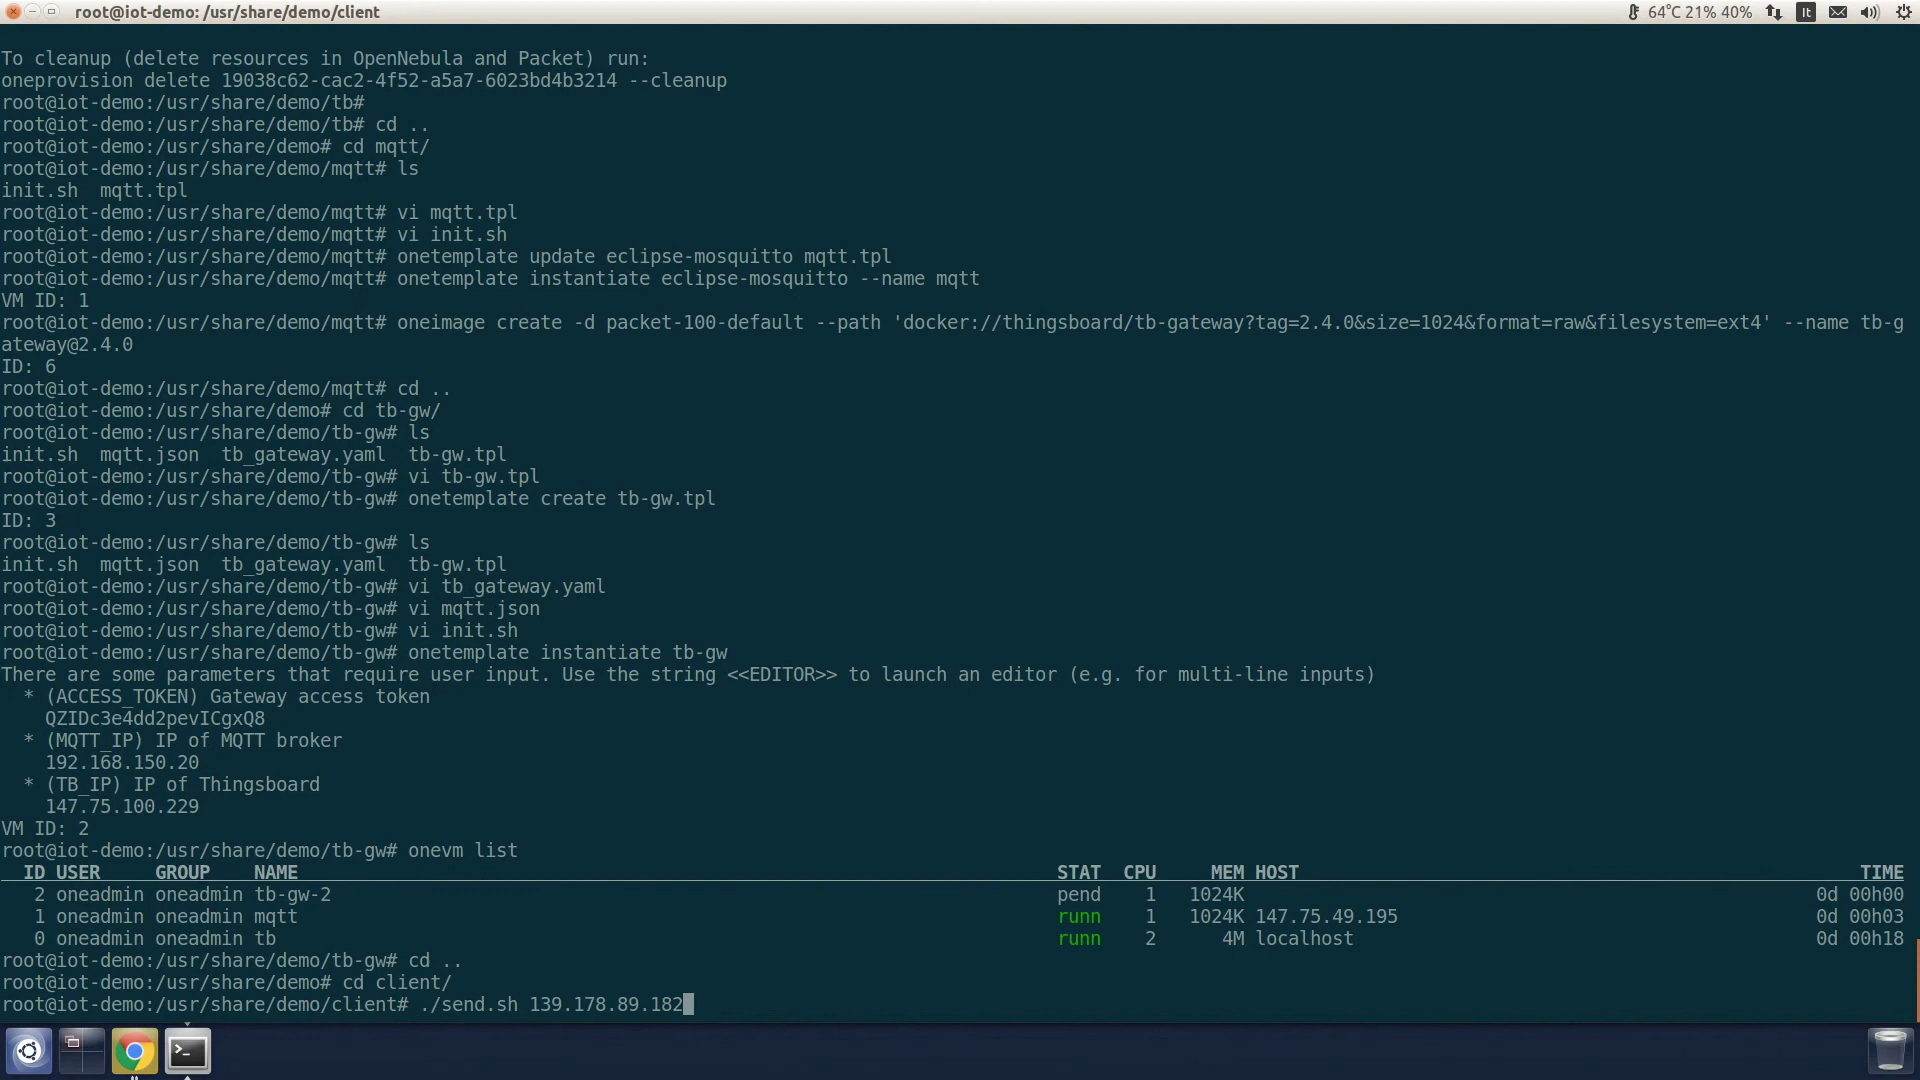 root@iot-demo: /usr/share/demo/client
64°C 21% 40%
It
To cleanup (delete resources in OpenNebula and Packet) run:
oneprovision delete 19038c62-cac2-4f52-a5a7-6023bd4b3214 --cleanup
root@iot-demo:/usr/share/demo/tb#
root@iot-demo:/usr/share/demo/tb# cd ..
root@iot-demo:/usr/share/demo# cd mqtt/
root@iot-demo:/usr/share/demo/mqtt# ls
init.sh  mqtt.tpl
root@iot-demo:/usr/share/demo/mqtt# vi mqtt.tpl
root@iot-demo:/usr/share/demo/mqtt# vi init.sh
root@iot-demo:/usr/share/demo/mqtt# onetemplate update eclipse-mosquitto mqtt.tpl
root@iot-demo:/usr/share/demo/mqtt# onetemplate instantiate eclipse-mosquitto --name mqtt
VM ID: 1
root@iot-demo:/usr/share/demo/mqtt# oneimage create -d packet-100-default --path 'docker://thingsboard/tb-gateway?tag=2.4.0&size=1024&format=raw&filesystem=ext4' --name tb-g
ateway@2.4.0
ID: 6
root@iot-demo:/usr/share/demo/mqtt# cd ..
root@iot-demo:/usr/share/demo# cd tb-gw/
root@iot-demo:/usr/share/demo/tb-gw# ls
init.sh  mqtt.json  tb_gateway.yaml  tb-gw.tpl
root@iot-demo:/usr/share/demo/tb-gw# vi tb-gw.tpl
root@iot-demo:/usr/share/demo/tb-gw# onetemplate create tb-gw.tpl
ID: 3
root@iot-demo:/usr/share/demo/tb-gw# ls
init.sh  mqtt.json  tb_gateway.yaml  tb-gw.tpl
root@iot-demo:/usr/share/demo/tb-gw# vi tb_gateway.yaml
root@iot-demo:/usr/share/demo/tb-gw# vi mqtt.json
root@iot-demo:/usr/share/demo/tb-gw# vi init.sh
root@iot-demo:/usr/share/demo/tb-gw# onetemplate instantiate tb-gw
There are some parameters that require user input. Use the string <<EDITOR>> to launch an editor (e.g. for multi-line inputs)
  * (ACCESS_TOKEN) Gateway access token
    QZIDc3e4dd2pevICgxQ8
  * (MQTT_IP) IP of MQTT broker
    192.168.150.20
  * (TB_IP) IP of Thingsboard
    147.75.100.229
VM ID: 2
root@iot-demo:/usr/share/demo/tb-gw# onevm list
  ID USER     GROUP    NAME     STAT  CPU     MEM HOST     TIME
   2 oneadmin oneadmin tb-gw-2     pend    1   1024K     0d 00h00
   1 oneadmin oneadmin mqtt     runn    1   1024K 147.75.49.195     0d 00h03
   0 oneadmin oneadmin tb     runn    2      4M localhost     0d 00h18
root@iot-demo:/usr/share/demo/tb-gw# cd ..
root@iot-demo:/usr/share/demo# cd client/
root@iot-demo:/usr/share/demo/client# ./send.sh 139.178.89.182